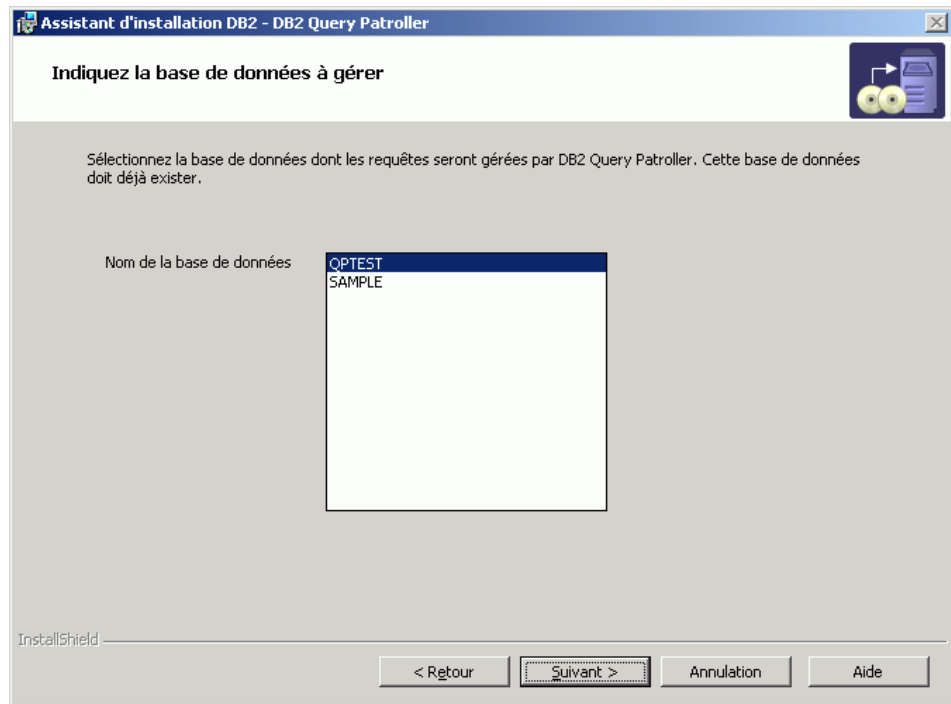 Assistant d'installation DB2 - DB2 Query Patroller
Indiquez la base de données à gérer
Sélectionnez la base de données dont les requêtes seront gérées par DB2 Query Patroller. Cette base de données
doit déjà exister.
Nom de la base de données
QPTEST
SAMPLE
InstallShield
< Retour
Suivant >
Annulation
Aide